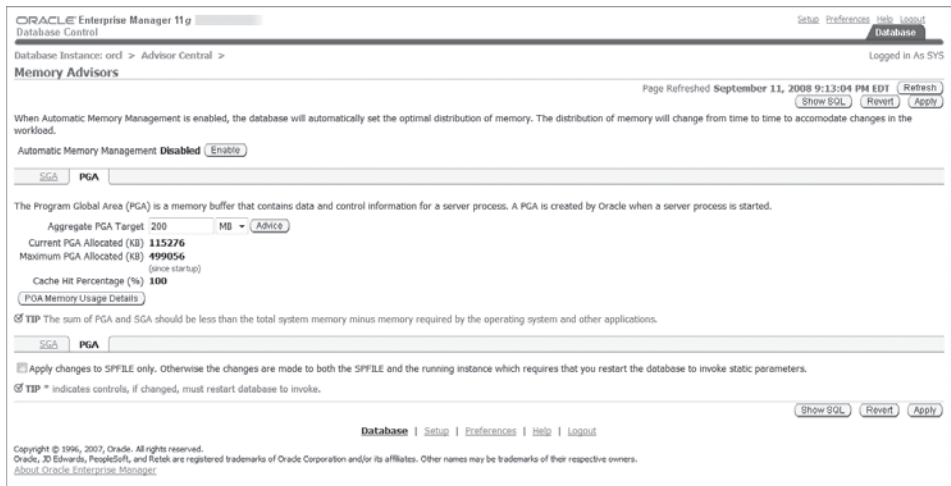 ORACLE Enterprise Manager 11g
Database Control
Setup Preferences Help Logout
Database
Database Instance: orcl > Advisor Central >
Logged in As SYS
Memory Advisors
Page Refreshed September 11, 2008 9:13:04 PM EDT Refresh
Show SQL Revert Apply
When Automatic Memory Management is enabled, the database will automatically set the optimal distribution of memory. The distribution of memory will change from time to time to accomodate changes in the
workload.
Automatic Memory Management Disabled Enable
SGA PGA
The Program Global Area (PGA) is a memory buffer that contains data and control information for a server process. A PGA is created by Oracle when a server process is started.
Aggregate PGA Target 200 MB Advice
Current PGA Allocated (KB) 115276
Maximum PGA Allocated (KB) 499056
(since startup)
Cache Hit Percentage (%) 100
PGA Memory Usage Details
TIP The sum of PGA and SGA should be less than the total system memory minus memory required by the operating system and other applications.
SGA PGA
Apply changes to SPFILE only. Otherwise the changes are made to both the SPFILE and the running instance which requires that you restart the database to invoke static parameters.
TIP * indicates controls, if changed, must restart database to invoke.
Show SQL Revert Apply
Database | Setup | Preferences | Help | Logout
Copyright © 1996, 2007, Oracle. All rights reserved.
Oracle, JD Edwards, PeopleSoft, and Retek are registered trademarks of Oracle Corporation and/or its affiliates. Other names may be trademarks of their respective owners.
About Oracle Enterprise Manager